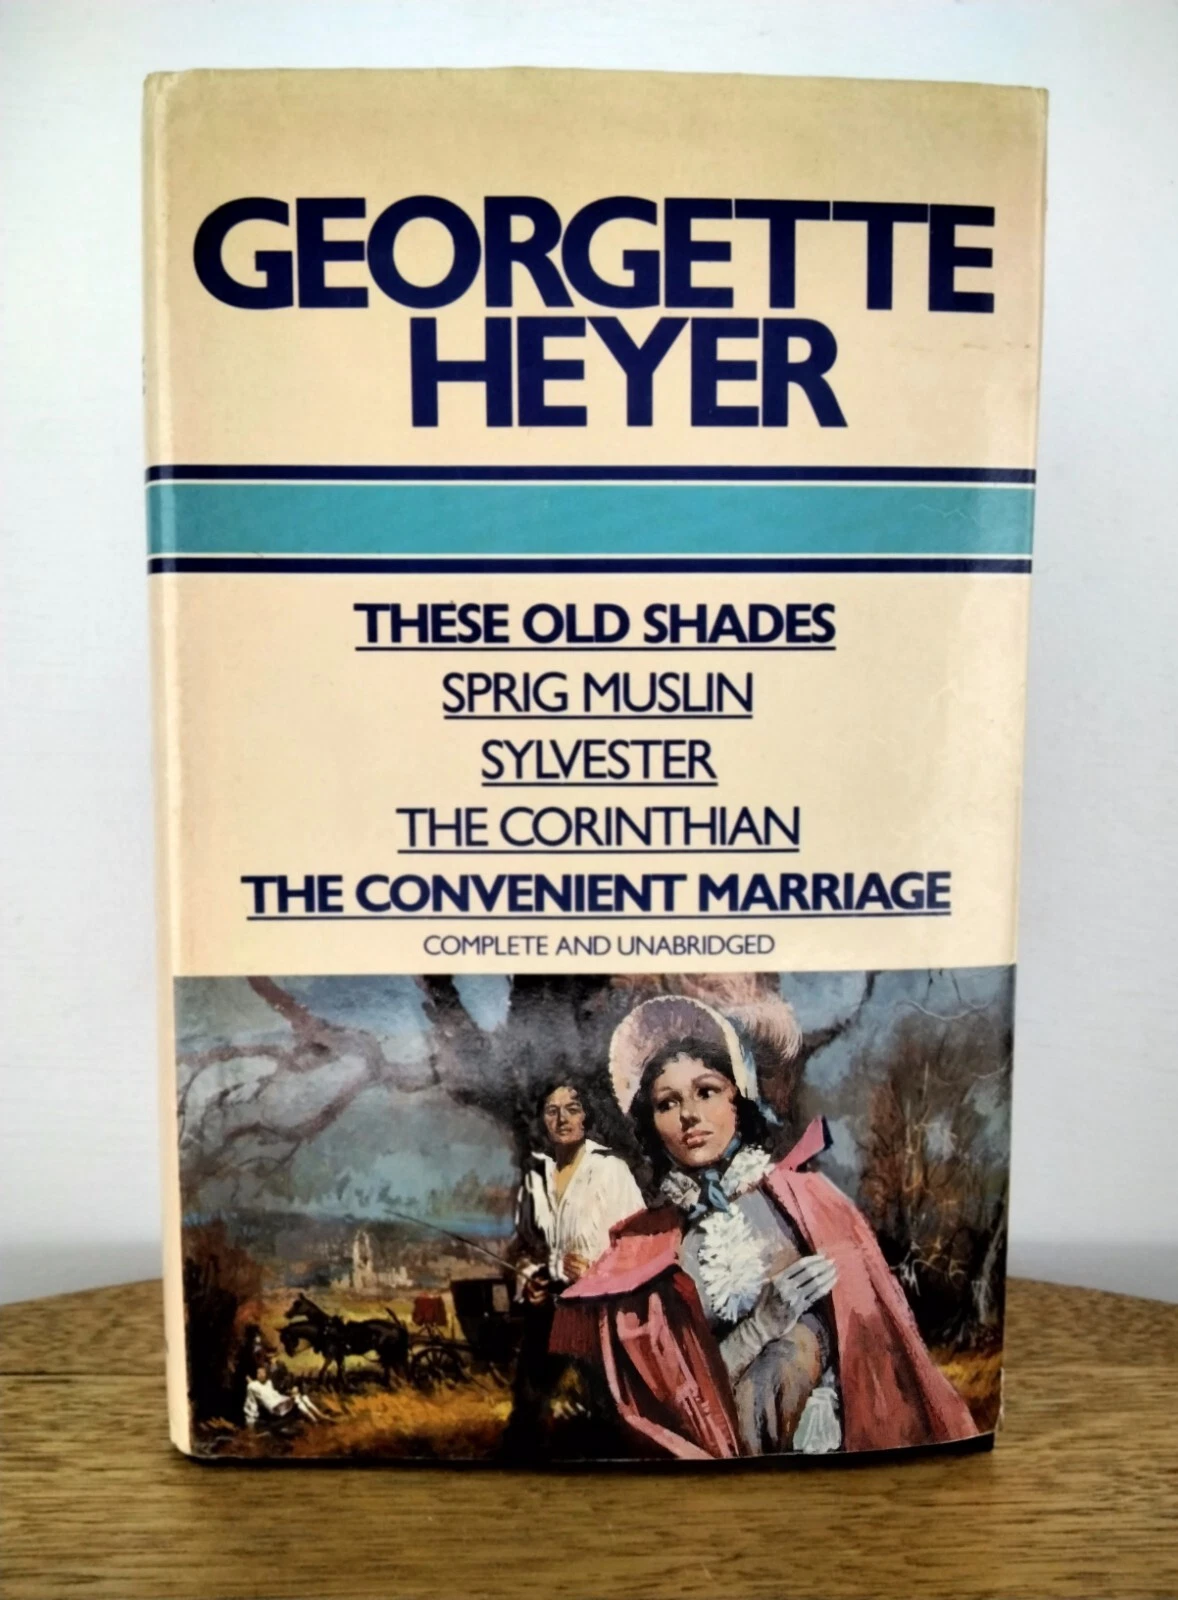 GEORGETTE
HEYER
THESE OLD SHADES
SPRIG MUSLIN
SYLVESTER
THE CORINTHIAN
THE CONVENIENT MARRIAGE
COMPLETE AND UNABRIDGED